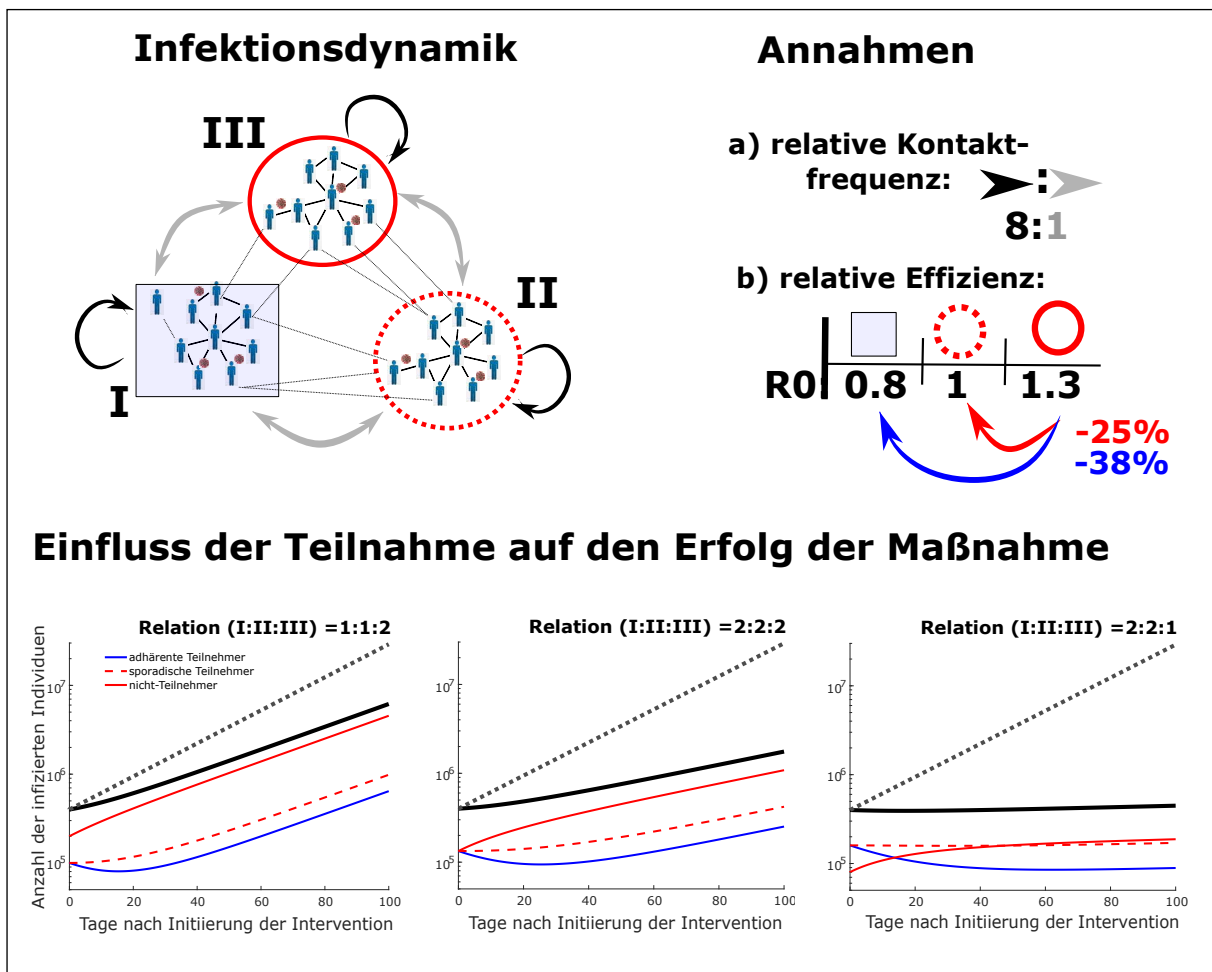 Infektionsdynamik
Annahmen
III
II
I
a) relative Kontakt-
frequenz:
:
8:1
b) relative Effizienz:
R0: 0.8 1 1.3
-25%
-38%
Einfluss der Teilnahme auf den Erfolg der Maßnahme
Relation (I:II:III) =1:1:2
adhärente Teilnehmer
sporadische Teilnehmer
nicht-Teilnehmer
Anzahl der infizierten Individuen
10^7
10^6
10^5
0 20 40 60 80 100
Tage nach Initiierung der Intervention
Relation (I:II:III) =2:2:2
10^7
10^6
10^5
0 20 40 60 80 100
Tage nach Initiierung der Intervention
Relation (I:II:III) =2:2:1
10^7
10^6
10^5
0 20 40 60 80 100
Tage nach Initiierung der Intervention